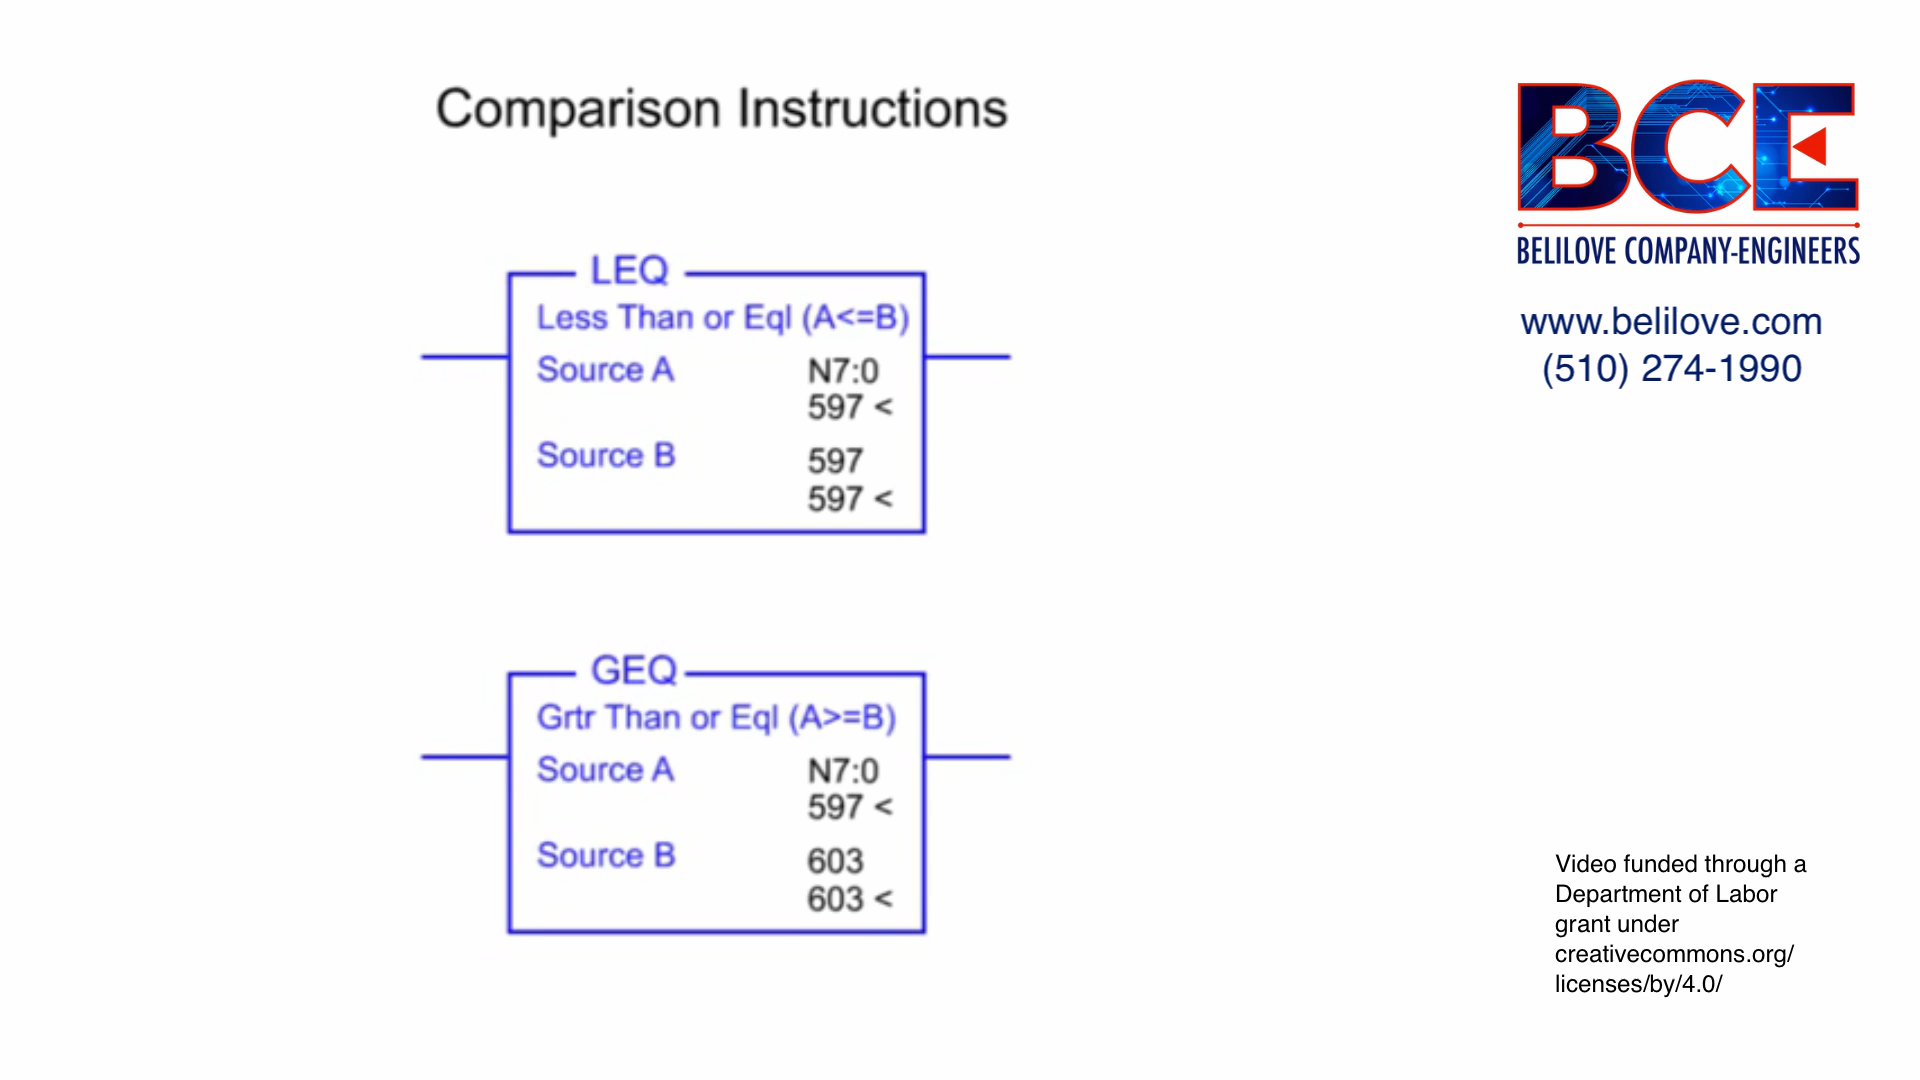 Comparison Instructions
LEQ
Less Than or Eql (A<=B)
Source A N7:0
597 <
Source B 597
597 <
GEQ
Grtr Than or Eql (A>=B)
Source A N7:0
597 <
Source B 603
603 <
BCE
BELILOVE COMPANY-ENGINEERS
www.belilove.com
(510) 274-1990
Video funded through a
Department of Labor
grant under
creativecommons.org/
licenses/by/4.0/